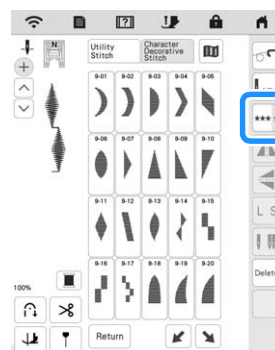 N
Utility
Stitch
Character
Decorative
Stitch
9-01 9-02 9-03 9-04 9-05
9-06 9-07 9-08 9-09 9-10
9-11 9-12 9-13 9-14 9-15
9-16 9-17 9-18 9-19 9-20
100%
L S
Delete
Return